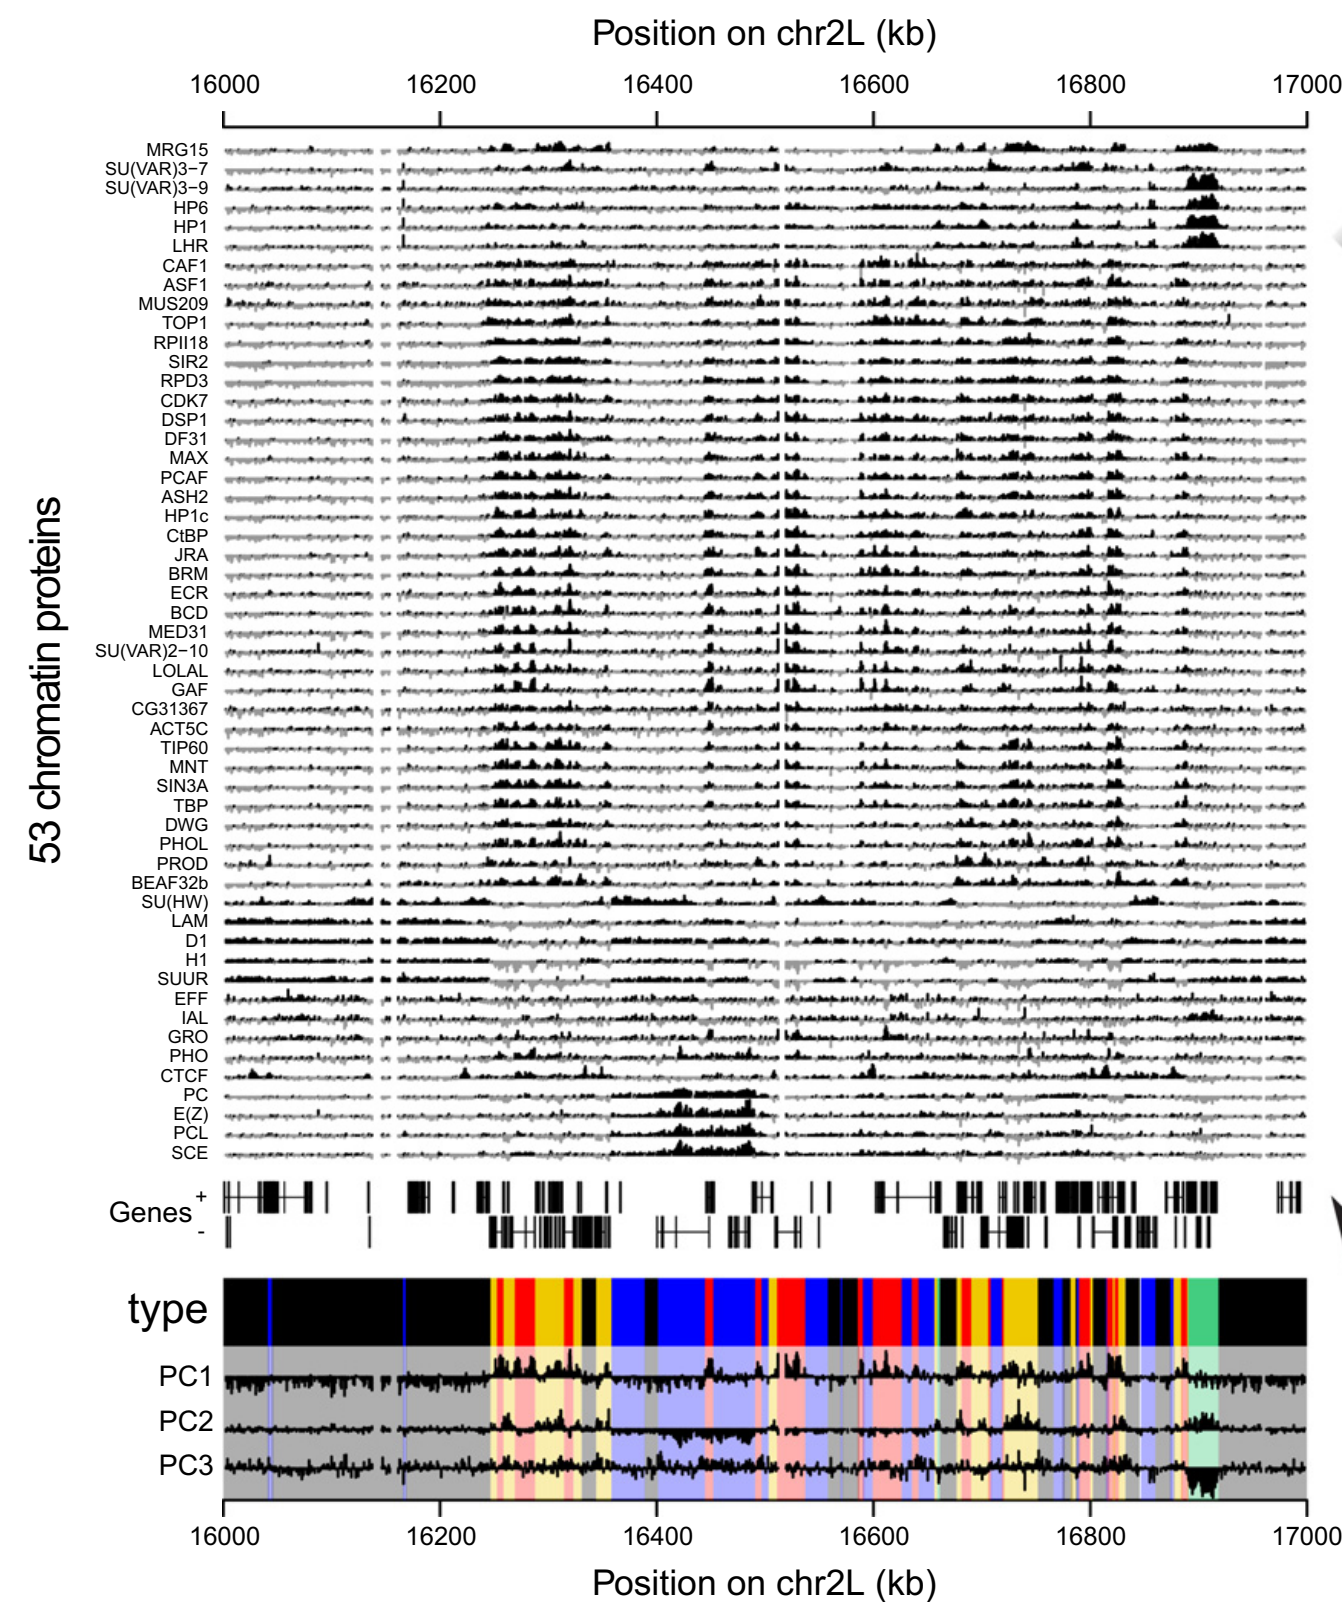 Position on chr2L (kb)
16000 16200 16400 16600 16800 17000
53 chromatin proteins
MRG15
SU(VAR)3−7
SU(VAR)3−9
HP6
HP1
LHR
CAF1
ASF1
MUS209
TOP1
RPII18
SIR2
RPD3
CDK7
DSP1
DF31
MAX
PCAF
ASH2
HP1c
CtBP
JRA
BRM
ECR
BCD
MED31
SU(VAR)2−10
LOLAL
GAF
CG31367
ACT5C
TIP60
MNT
SIN3A
TBP
DWG
PHOL
PROD
BEAF32b
SU(HW)
LAM
D1
H1
SUUR
EFF
IAL
GRO
PHO
CTCF
PC
E(Z)
PCL
SCE
Genes +
-
type
PC1
PC2
PC3
16000 16200 16400 16600 16800 17000
Position on chr2L (kb)